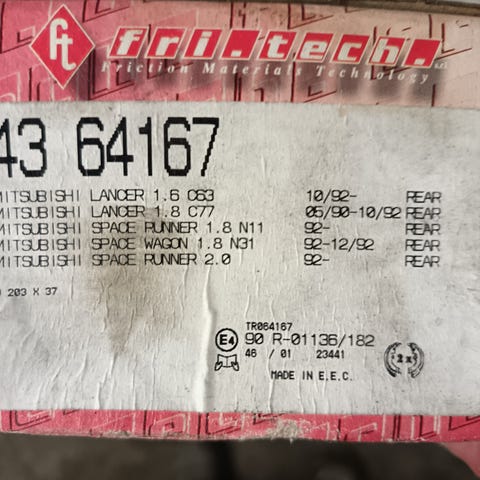 ft fri.tech. s.r.l.
Friction Materials Technology
43 64167
MITSUBISHI LANCER 1.6 C63 10/92- REAR
MITSUBISHI LANCER 1.8 C77 05/90-10/92 REAR
MITSUBISHI SPACE RUNNER 1.8 N11 92- REAR
MITSUBISHI SPACE WAGON 1.8 N31 92-12/92 REAR
MITSUBISHI SPACE RUNNER 2.0 92- REAR
203 X 37
TR064167
E4 90 R-01136/182
46 / 01 23441
2x
MADE IN E.E.C.